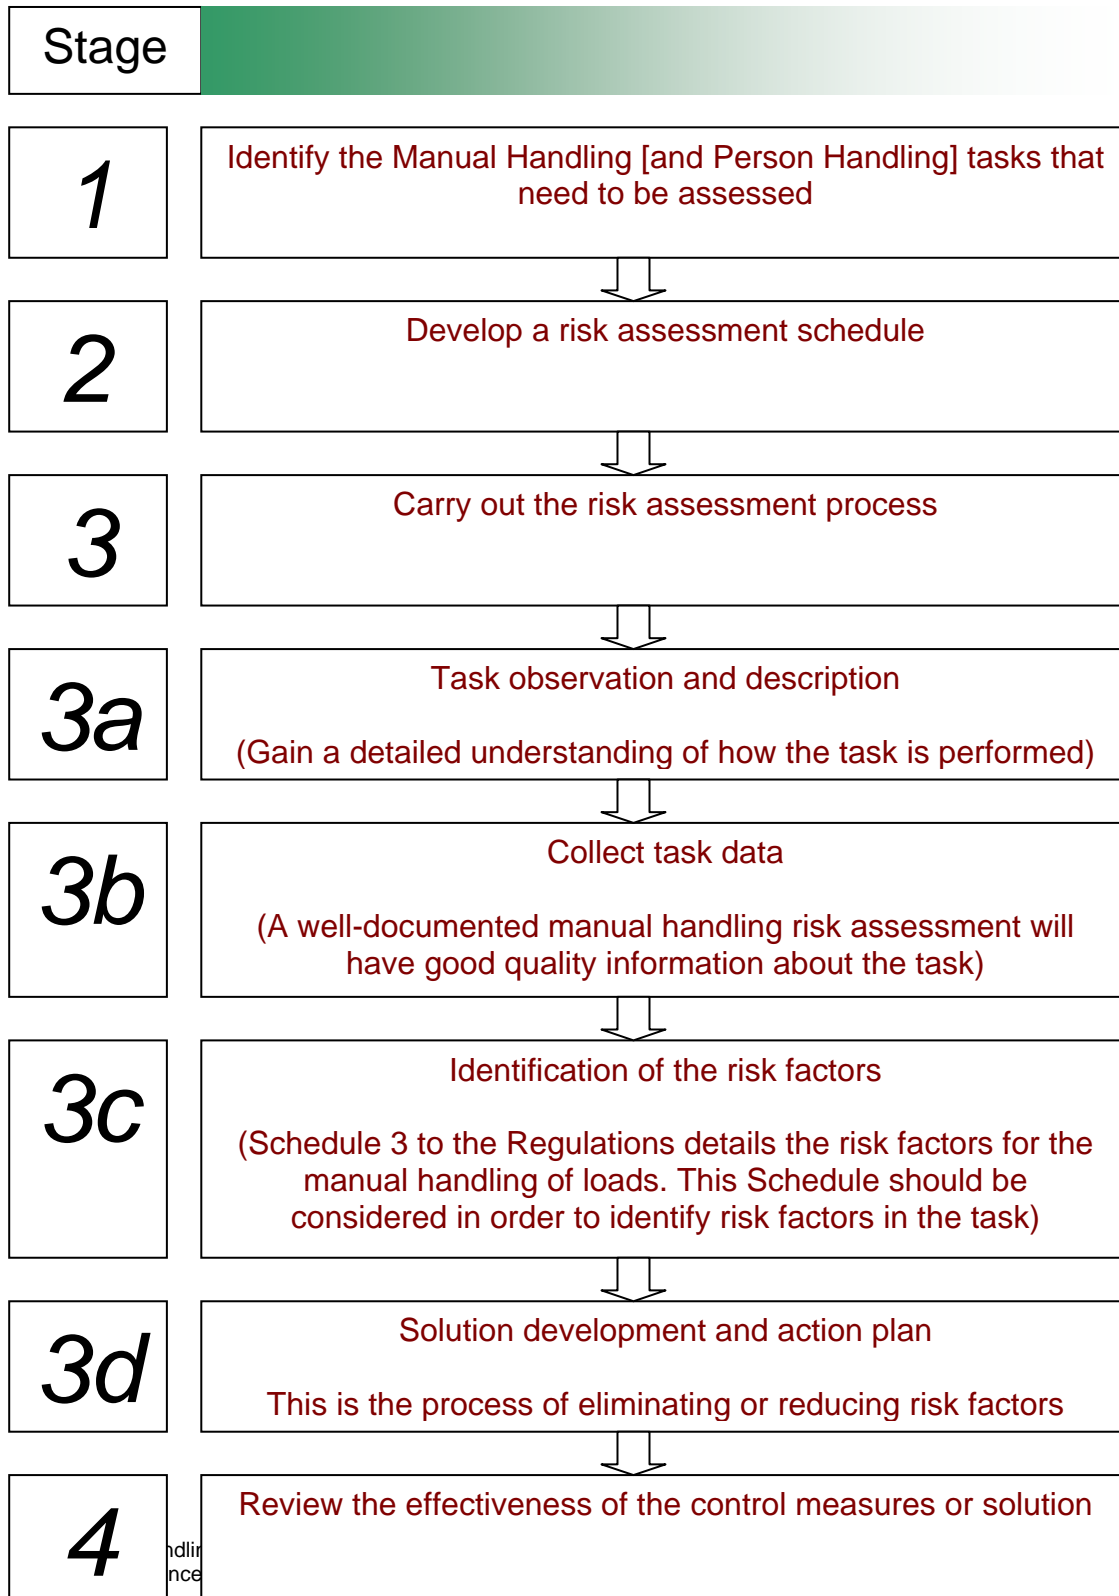 Stage
1
Identify the Manual Handling [and Person Handling] tasks that
need to be assessed
2
Develop a risk assessment schedule
3
Carry out the risk assessment process
3a
Task observation and description
(Gain a detailed understanding of how the task is performed)
3b
Collect task data
(A well-documented manual handling risk assessment will
have good quality information about the task)
3c
Identification of the risk factors
(Schedule 3 to the Regulations details the risk factors for the
manual handling of loads. This Schedule should be
considered in order to identify risk factors in the task)
3d
Solution development and action plan
This is the process of eliminating or reducing risk factors
4
Review the effectiveness of the control measures or solution